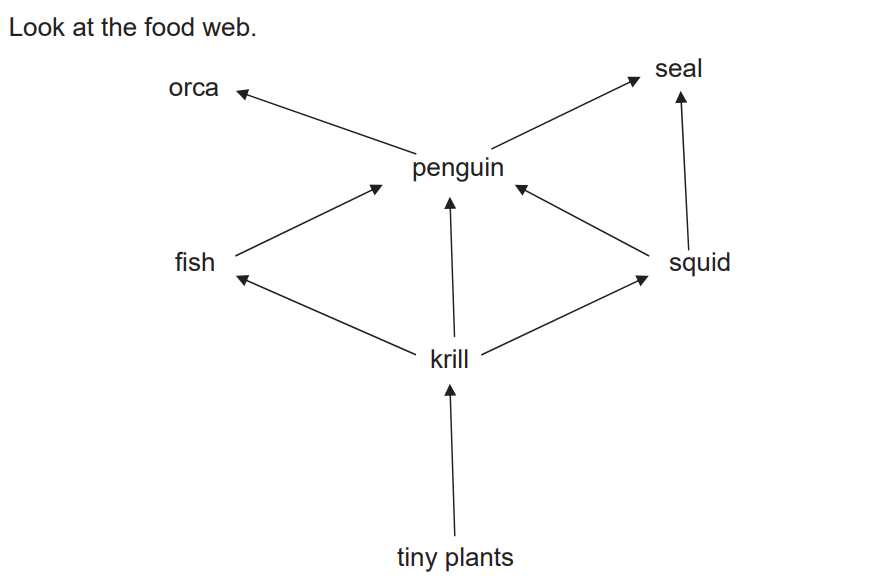 Look at the food web.
seal
orca
penguin
fish
squid
krill
tiny plants